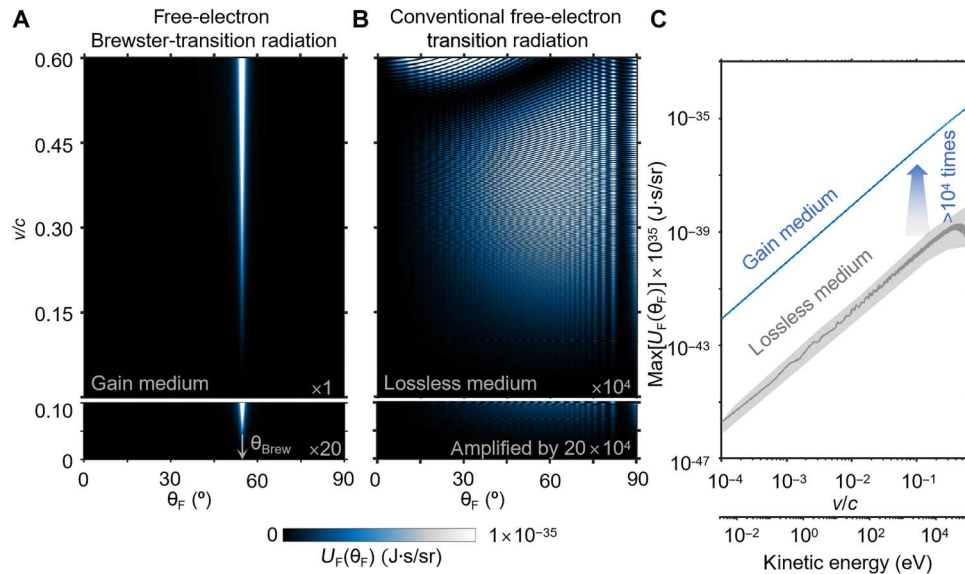 A
Free-electron
Brewster-transition radiation
B
Conventional free-electron
transition radiation
C
v/c
0.60
0.45
0.30
0.15
0
Gain medium
×1
0.10
0
θBrew
×20
0 30 60 90
θF (º)
Lossless medium
×10⁴
Amplified by 20 × 10⁴
0 30 60 90
θF (º)
0
1 × 10⁻³⁵
UF(θF) (J·s/sr)
Max[UF(θF)] × 10³⁵ (J·s/sr)
10⁻³⁵
10⁻³⁹
10⁻⁴³
10⁻⁴⁷
Gain medium
Lossless medium
>10⁴ times
10⁻⁴ 10⁻³ 10⁻² 10⁻¹
v/c
10⁻² 10⁰ 10² 10⁴
Kinetic energy (eV)